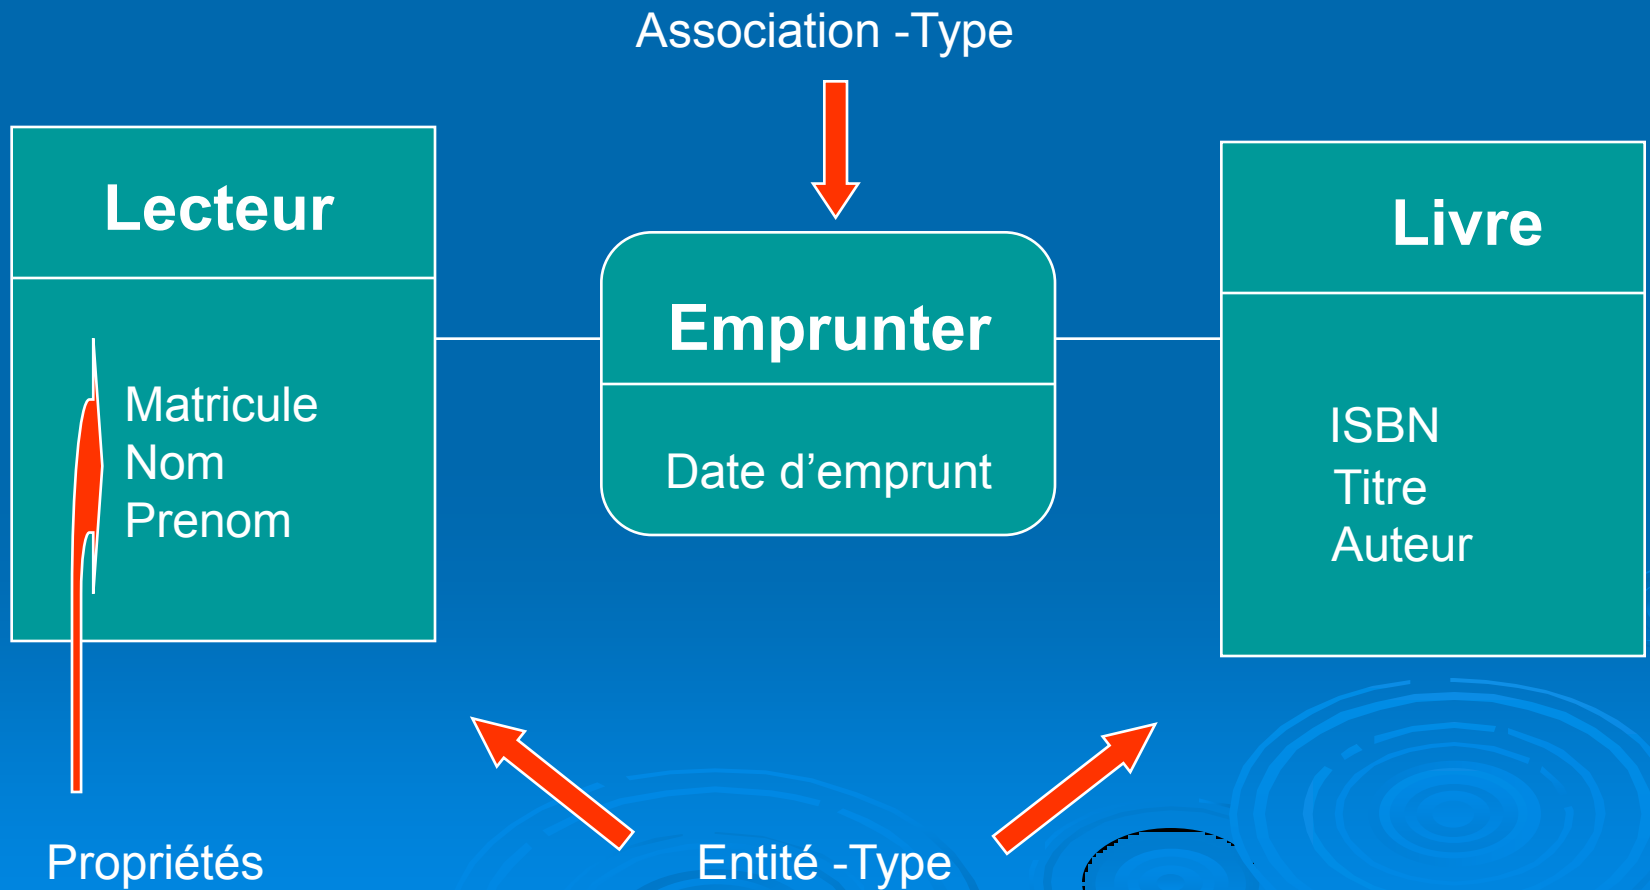 Association -Type
Lecteur
Matricule
Nom
Prenom
Emprunter
Date d’emprunt
Livre
ISBN
Titre
Auteur
Propriétés
Entité -Type